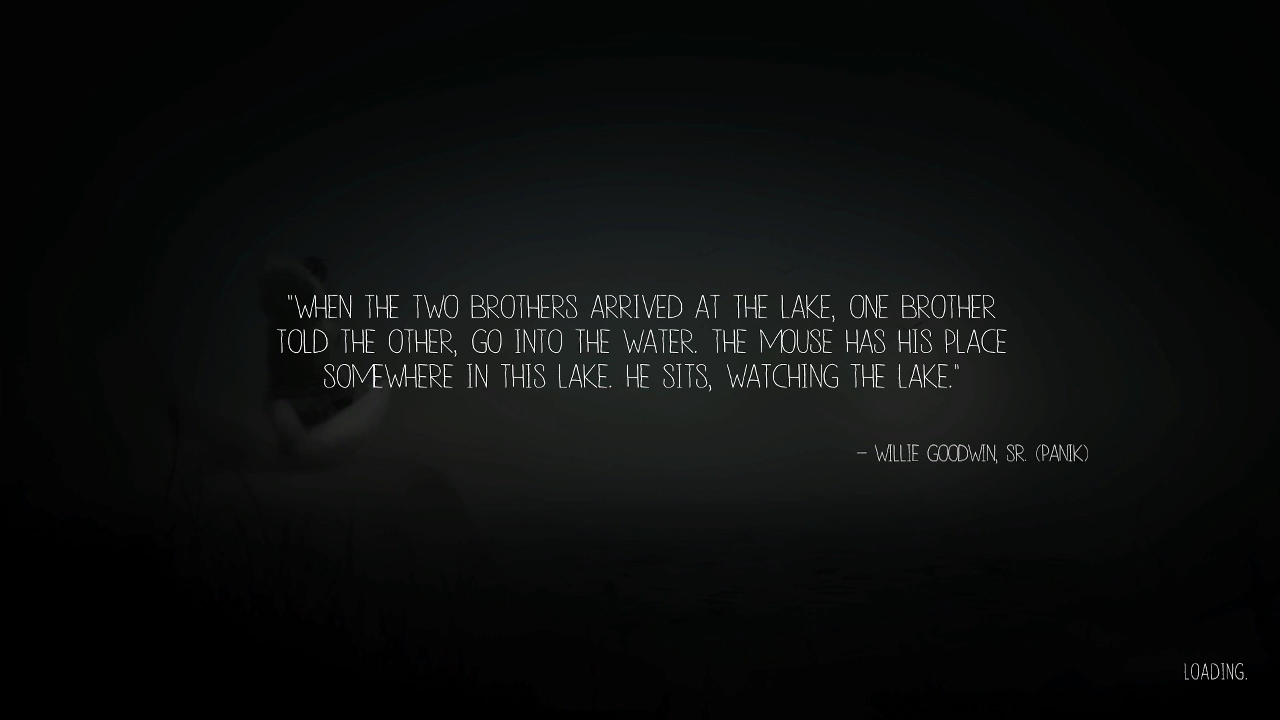 "WHEN THE TWO BROTHERS ARRIVED AT THE LAKE, ONE BROTHER
TOLD THE OTHER, GO INTO THE WATER. THE MOUSE HAS HIS PLACE
SOMEWHERE IN THIS LAKE. HE SITS, WATCHING THE LAKE."
- WILLIE GOODWIN, SR. (PANIK)
LOADING.